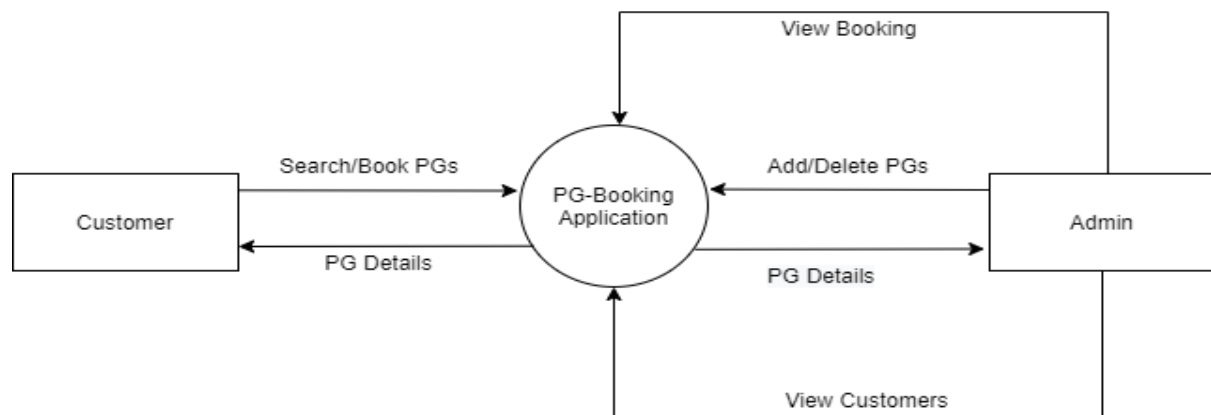 View Booking
Search/Book PGs
Add/Delete PGs
PG-Booking
Application
Customer
Admin
PG Details
PG Details
View Customers